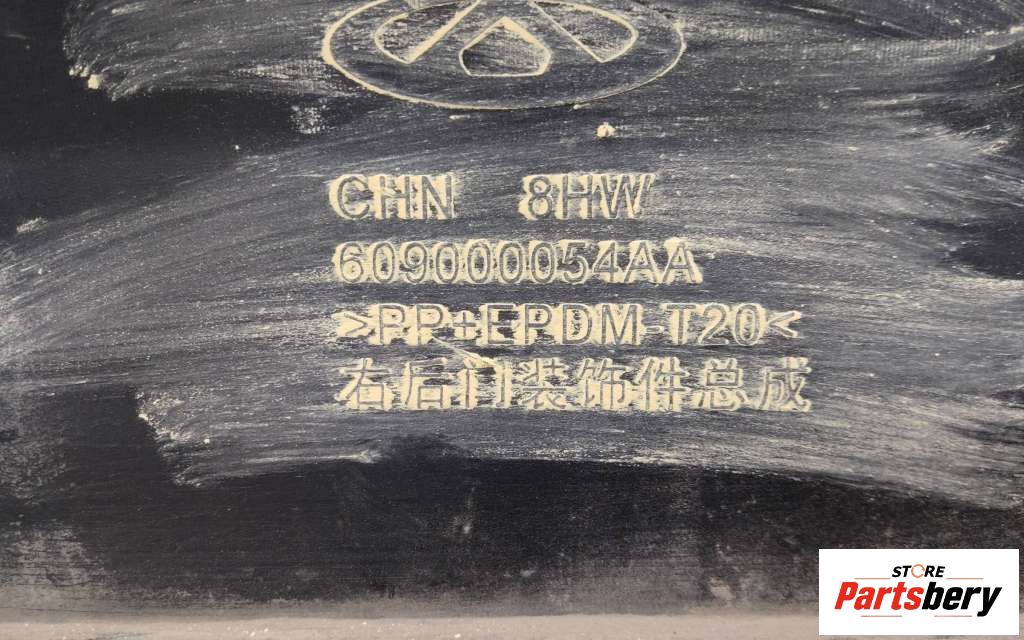 CHN 8HW
609000054AA
>PP+EPDM-T20<
右后门装饰件总成
STORE
Partsbery